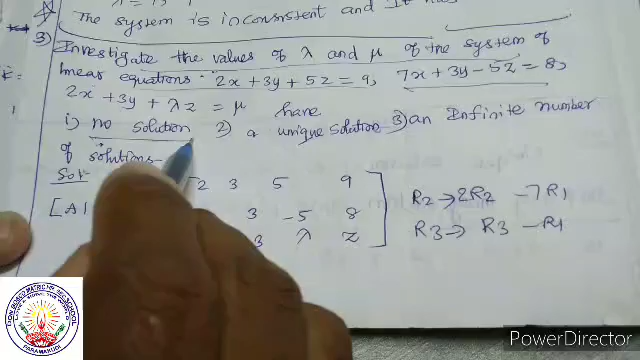 The system is inconsistent and it has
3) Investigate the values of λ and μ of the system of
linear equations 2x + 3y + 5z = 9, 7x + 3y - 5z = 8,
2x + 3y + λz = μ have
i) no solution 2) a unique solution 3) an Infinite number
of solutions-
Sol:-
2 3 5 9
[A| 3 -5 8
3 λ z
R2 → 2R2 - 7R1
R3 → R3 - R1
PARAMAKUDI
PowerDirector